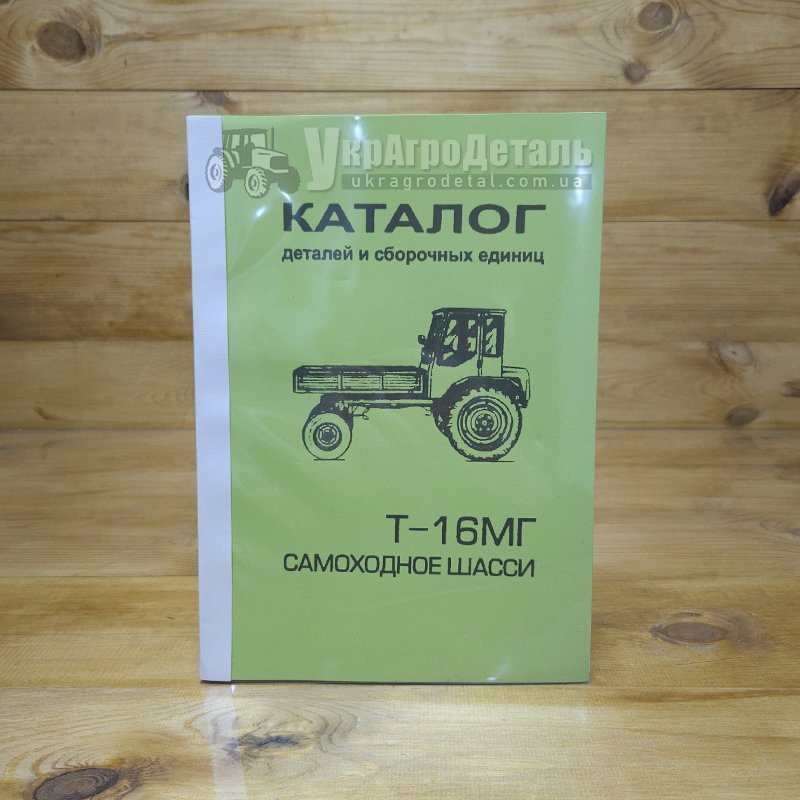 УкрАгроДеталь
ukragrodetal.com.ua
КАТАЛОГ
деталей и сборочных единиц
Т-16МГ
САМОХОДНОЕ ШАССИ